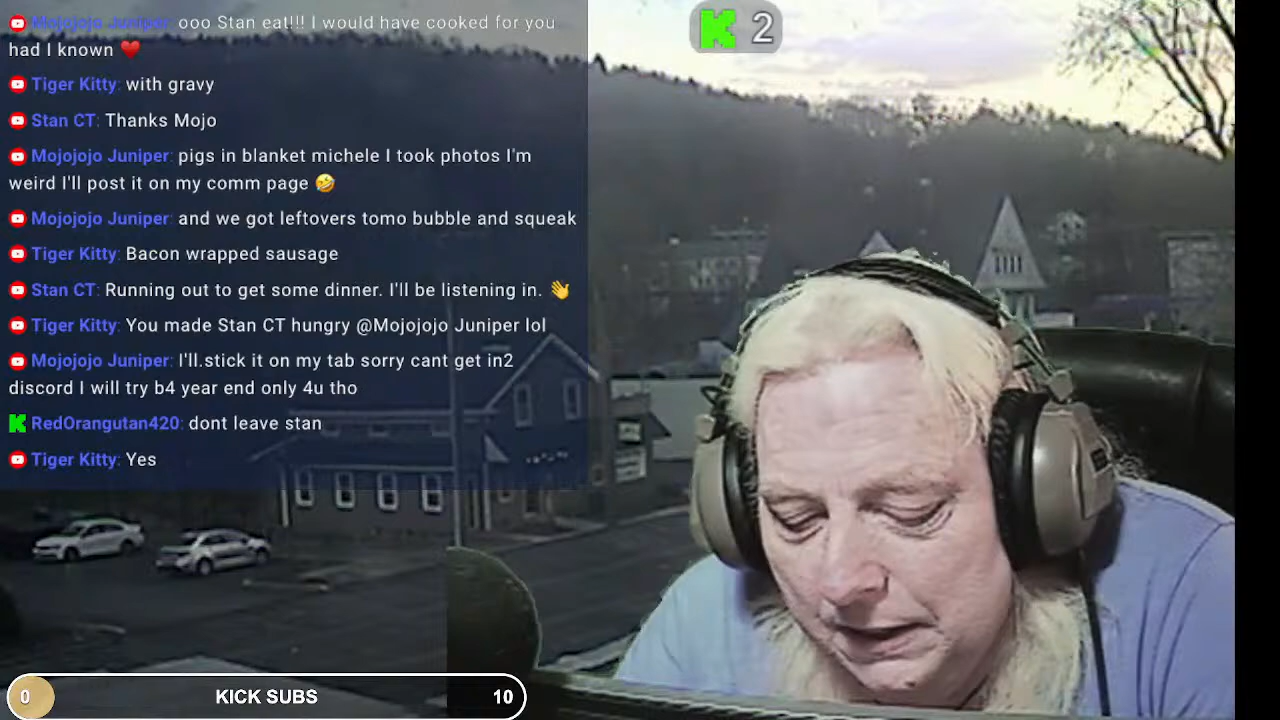 Mojojojo Juniper: ooo Stan eat!!! I would have cooked for you
had I known ❤️
Tiger Kitty: with gravy
Stan CT: Thanks Mojo
Mojojojo Juniper: pigs in blanket michele I took photos I'm
weird I'll post it on my comm page 🤣
Mojojojo Juniper: and we got leftovers tomo bubble and squeak
Tiger Kitty: Bacon wrapped sausage
Stan CT: Running out to get some dinner. I'll be listening in. 👋
Tiger Kitty: You made Stan CT hungry @Mojojojo Juniper lol
Mojojojo Juniper: I'll.stick it on my tab sorry cant get in2
discord I will try b4 year end only 4u tho
RedOrangutan420: dont leave stan
Tiger Kitty: Yes
K 2
0 KICK SUBS 10